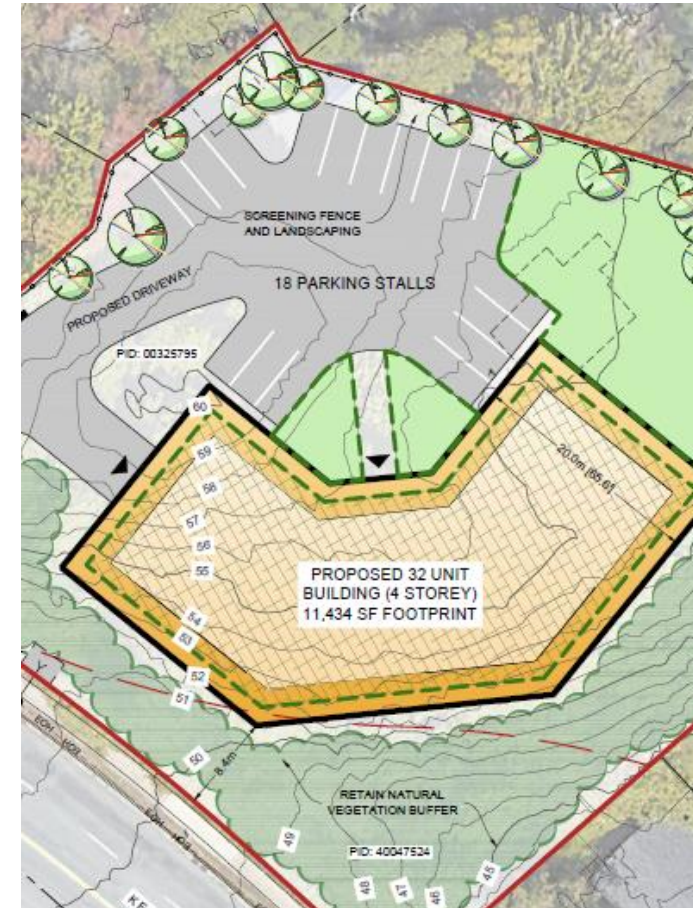 SCREENING FENCE
AND LANDSCAPING
18 PARKING STALLS
PROPOSED DRIVEWAY
PID: 00325795
60
59
58
57
56
55
54
53
52
51
50
49
48
47
46
45
20.0m [65.6']
PROPOSED 32 UNIT
BUILDING (4 STOREY)
11,434 SF FOOTPRINT
8.4m
RETAIN NATURAL
VEGETATION BUFFER
PID: 40047524